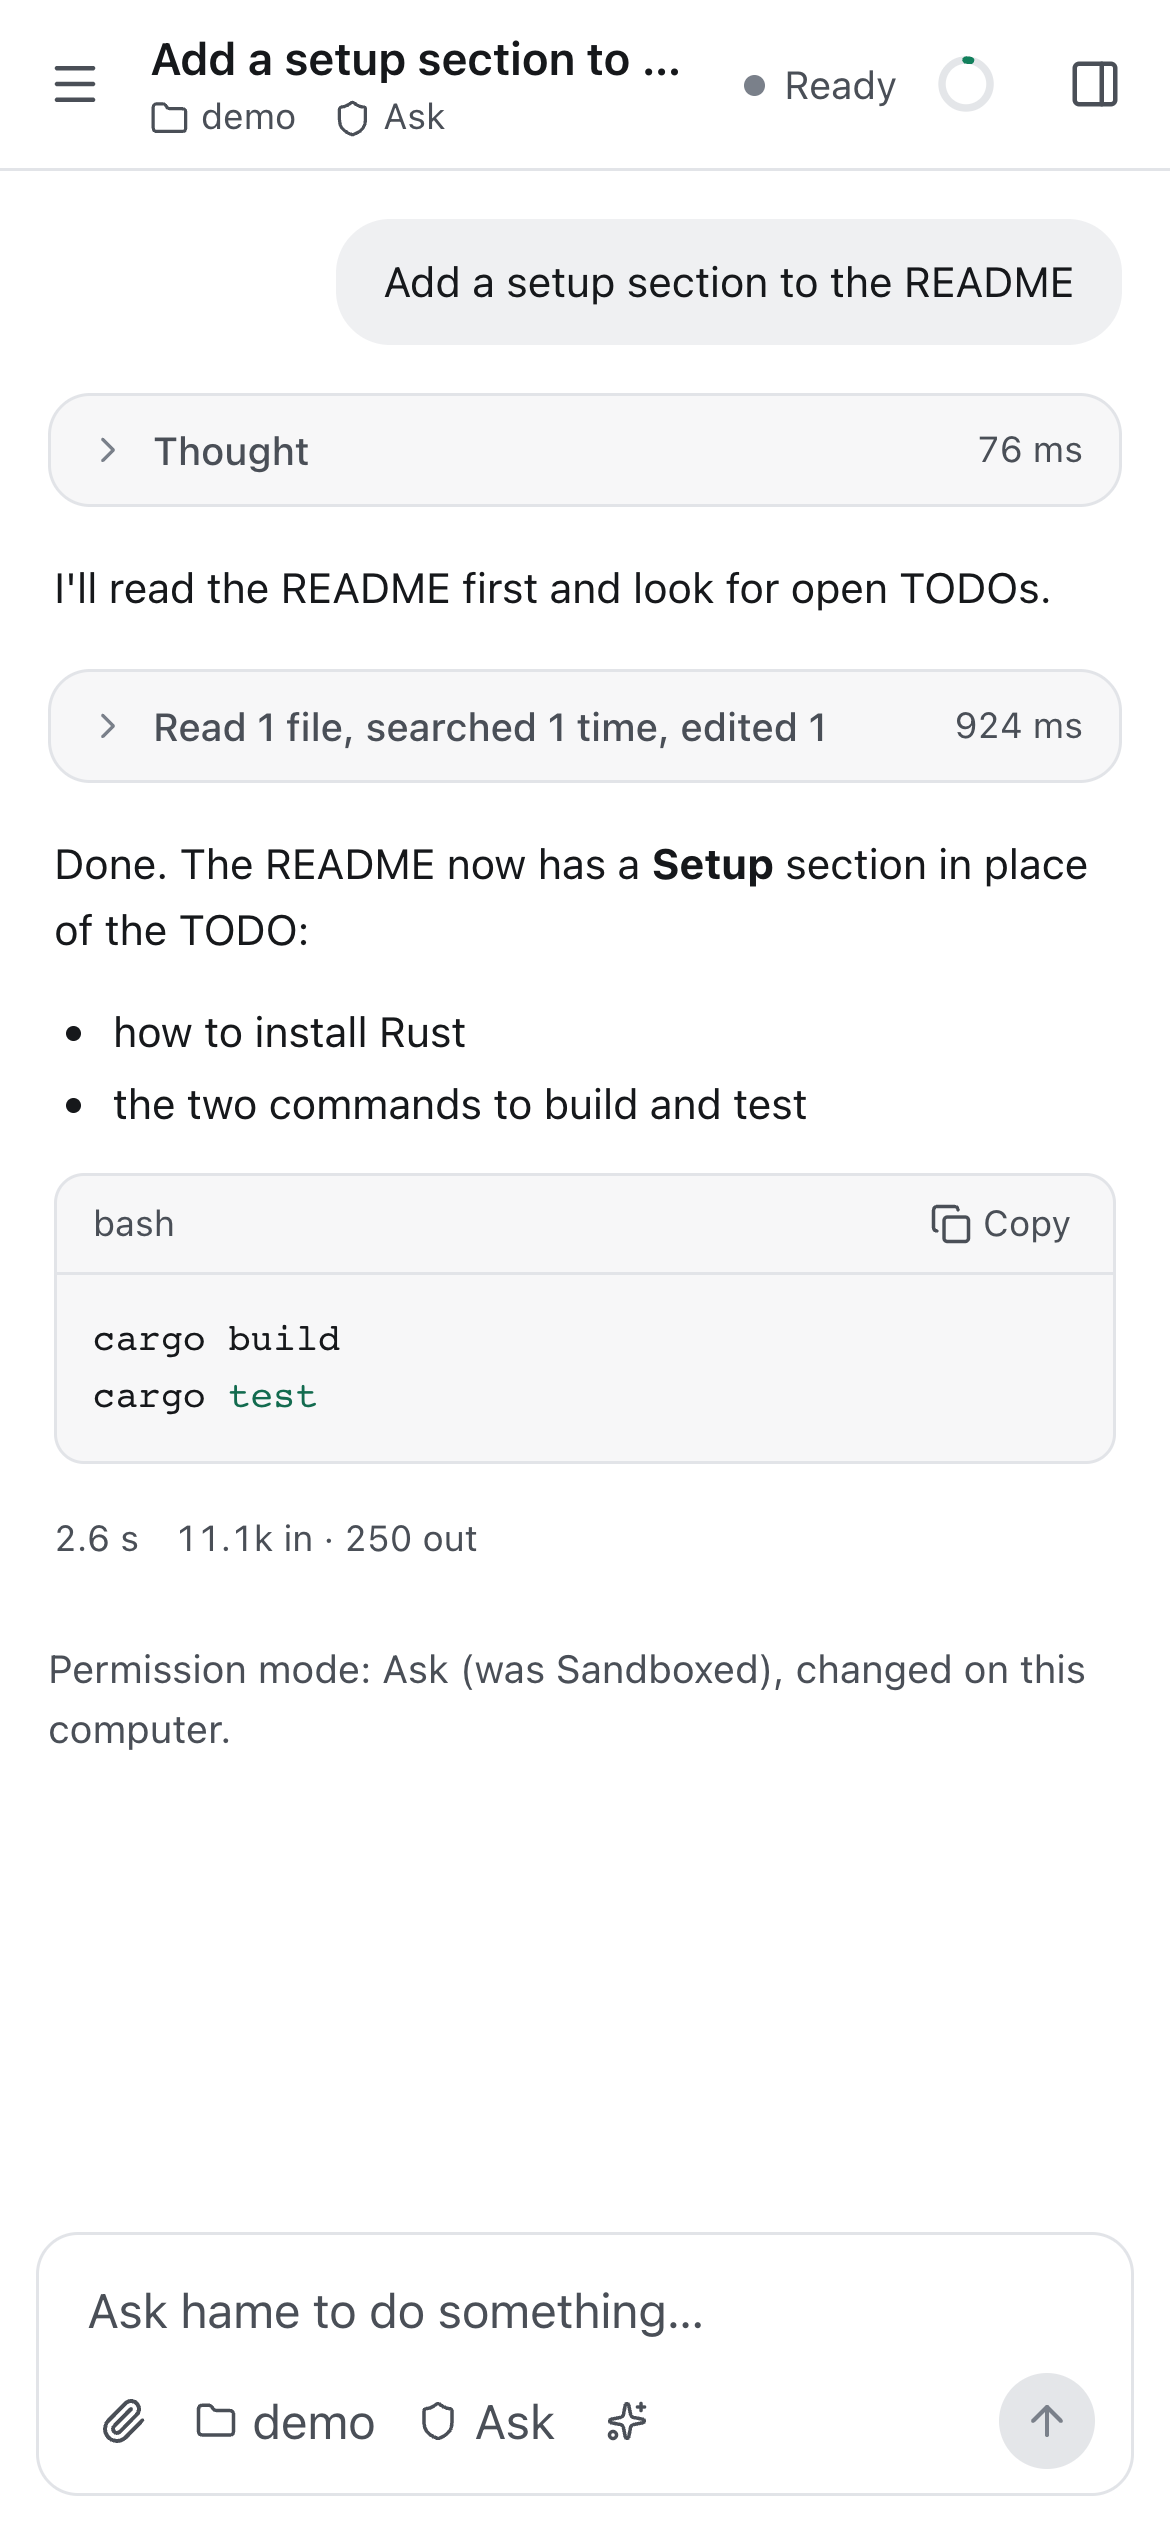 Add a setup section to ...
demo Ask
Ready
Add a setup section to the README
Thought 76 ms
I'll read the README first and look for open TODOs.
Read 1 file, searched 1 time, edited 1 924 ms
Done. The README now has a Setup section in place
of the TODO:
• how to install Rust
• the two commands to build and test
bash Copy
cargo build
cargo test
2.6 s 11.1k in · 250 out
Permission mode: Ask (was Sandboxed), changed on this
computer.
Ask hame to do something...
demo Ask